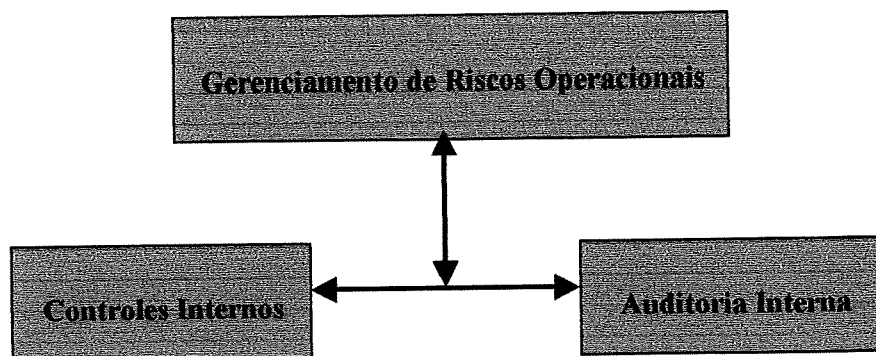 Gerenciamento de Riscos Operacionais
Controles Internos
Auditoria Interna